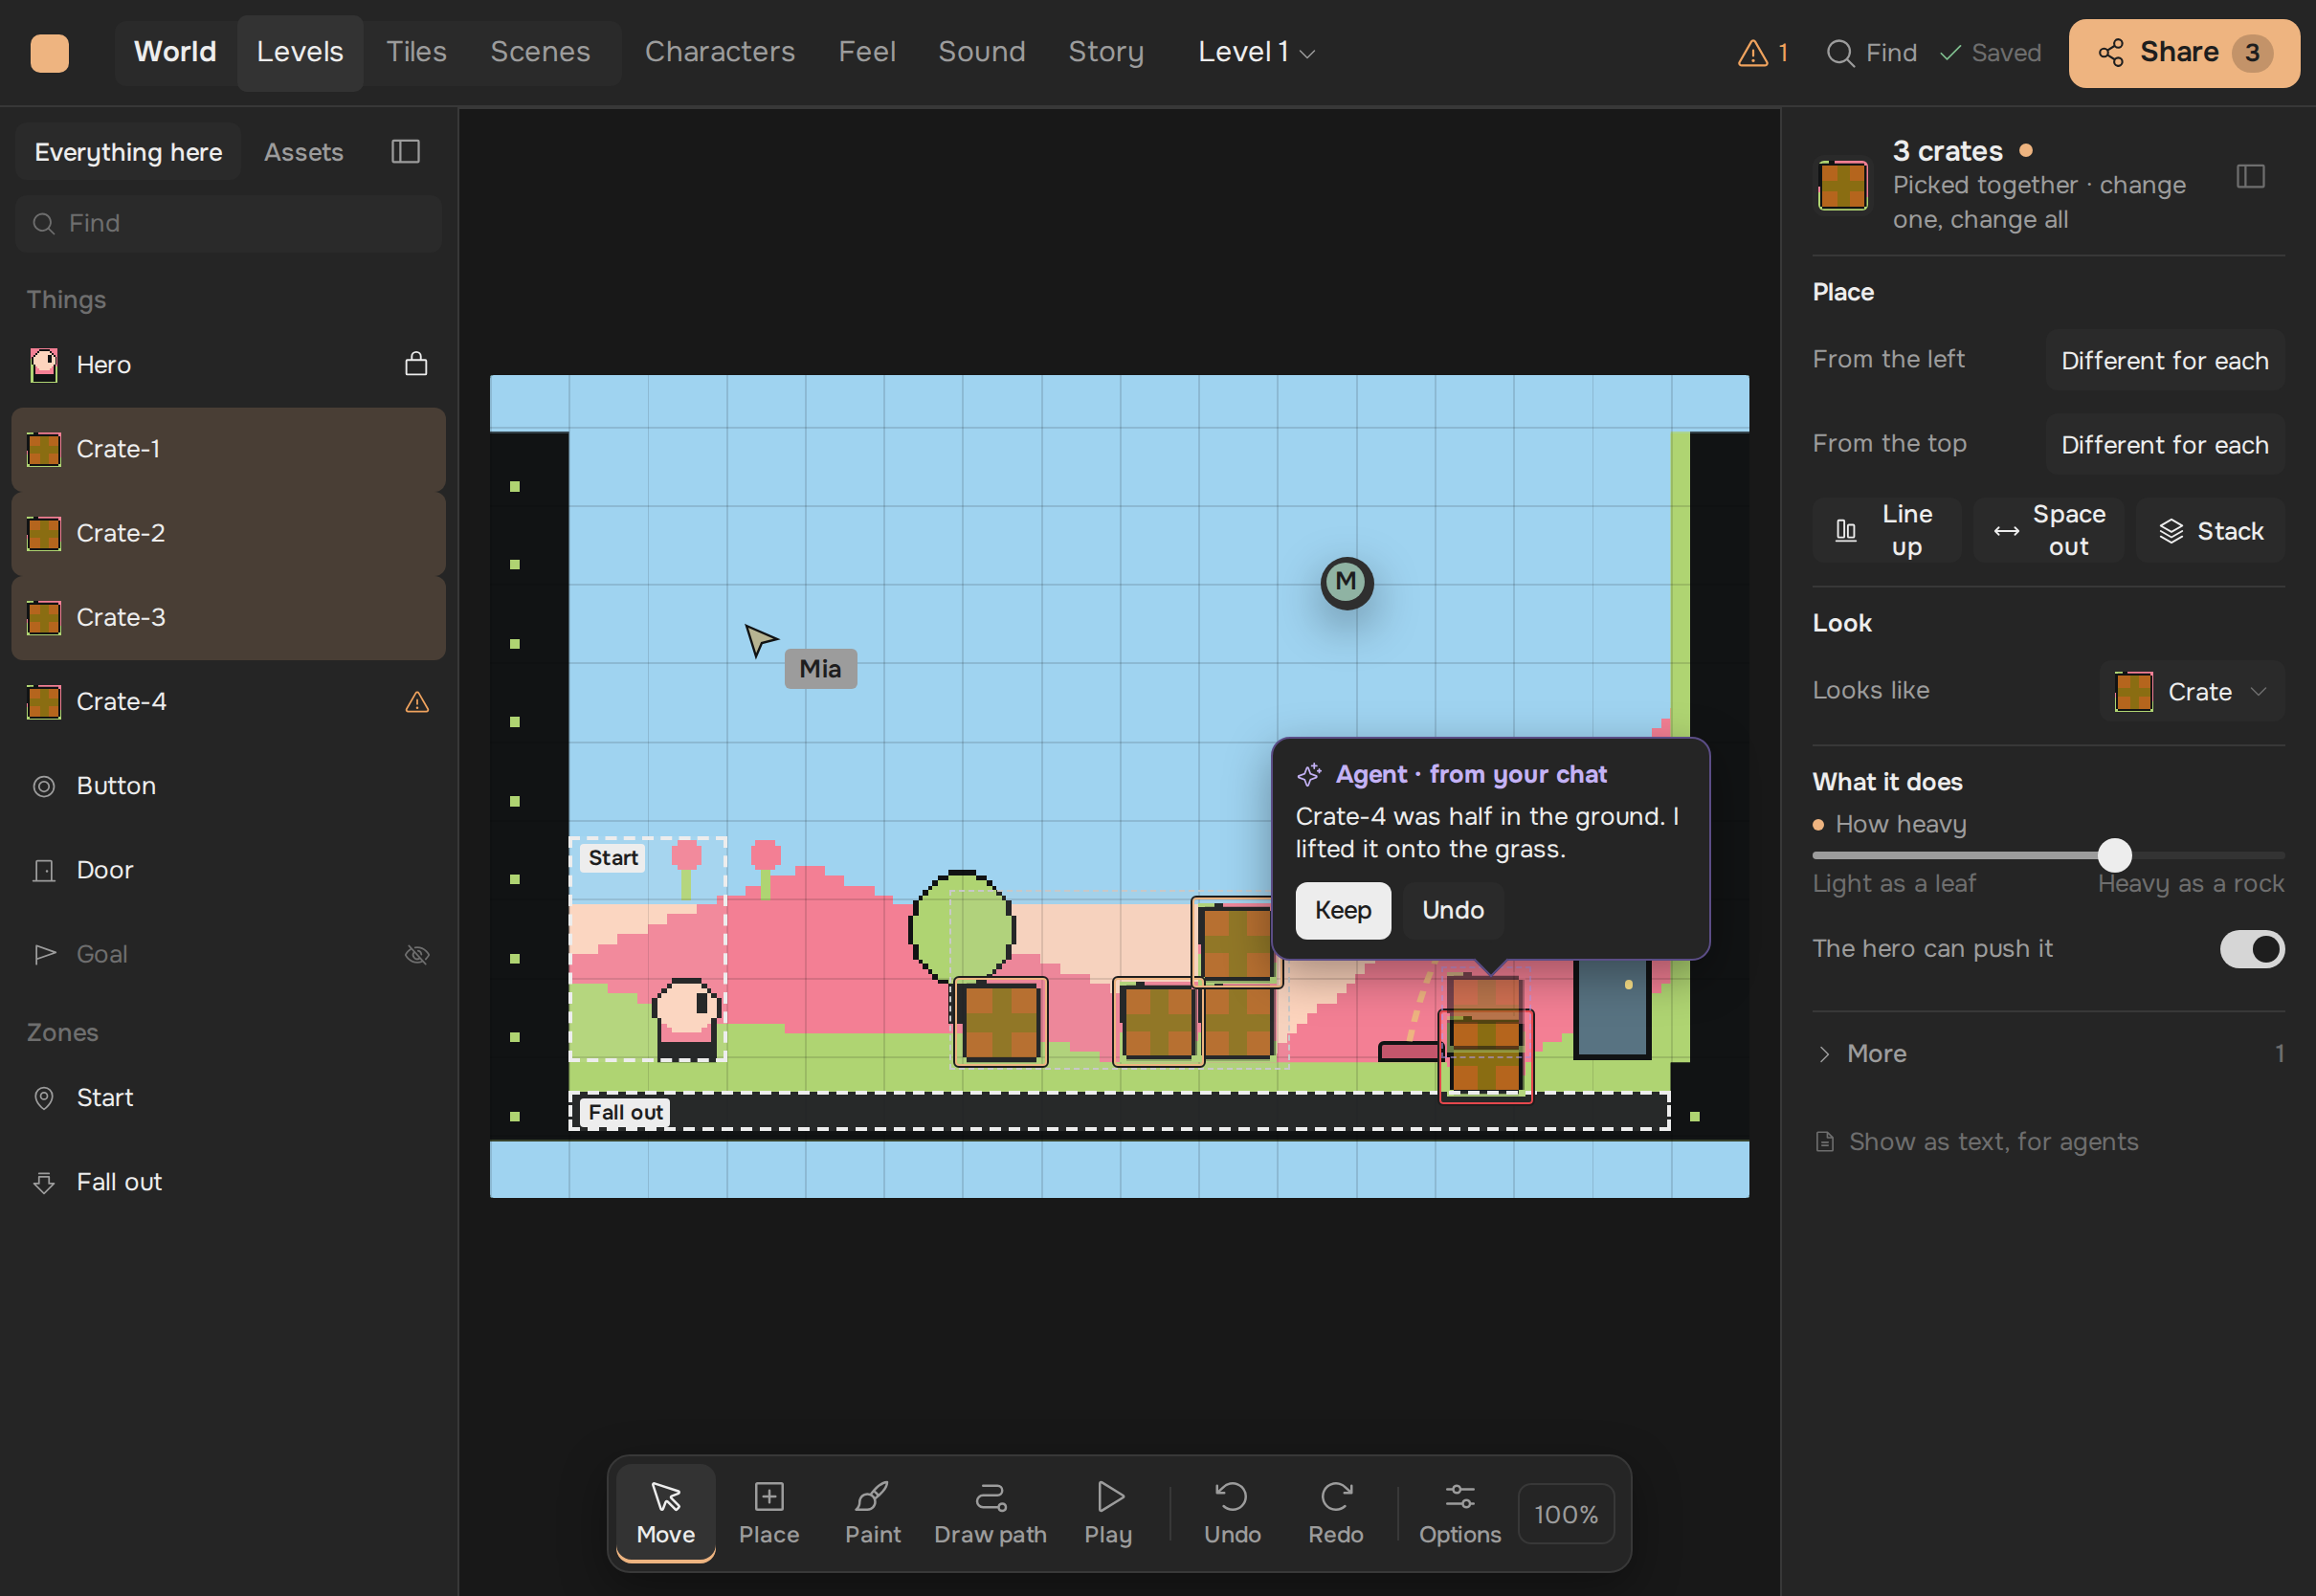 World Levels Tiles Scenes Characters Feel Sound Story Level 1 1 Find Saved Share 3
Everything here Assets
Find
Things
Hero
Crate-1
Crate-2
Crate-3
Crate-4
Button
Door
Goal
Zones
Start
Fall out
M
Mia
Agent · from your chat
Crate-4 was half in the ground. I
lifted it onto the grass.
Keep Undo
Start
Fall out
Move Place Paint Draw path Play Undo Redo Options 100%
3 crates
Picked together · change
one, change all
Place
From the left Different for each
From the top Different for each
Line up Space out Stack
Look
Looks like Crate
What it does
How heavy
Light as a leaf Heavy as a rock
The hero can push it
More 1
Show as text, for agents